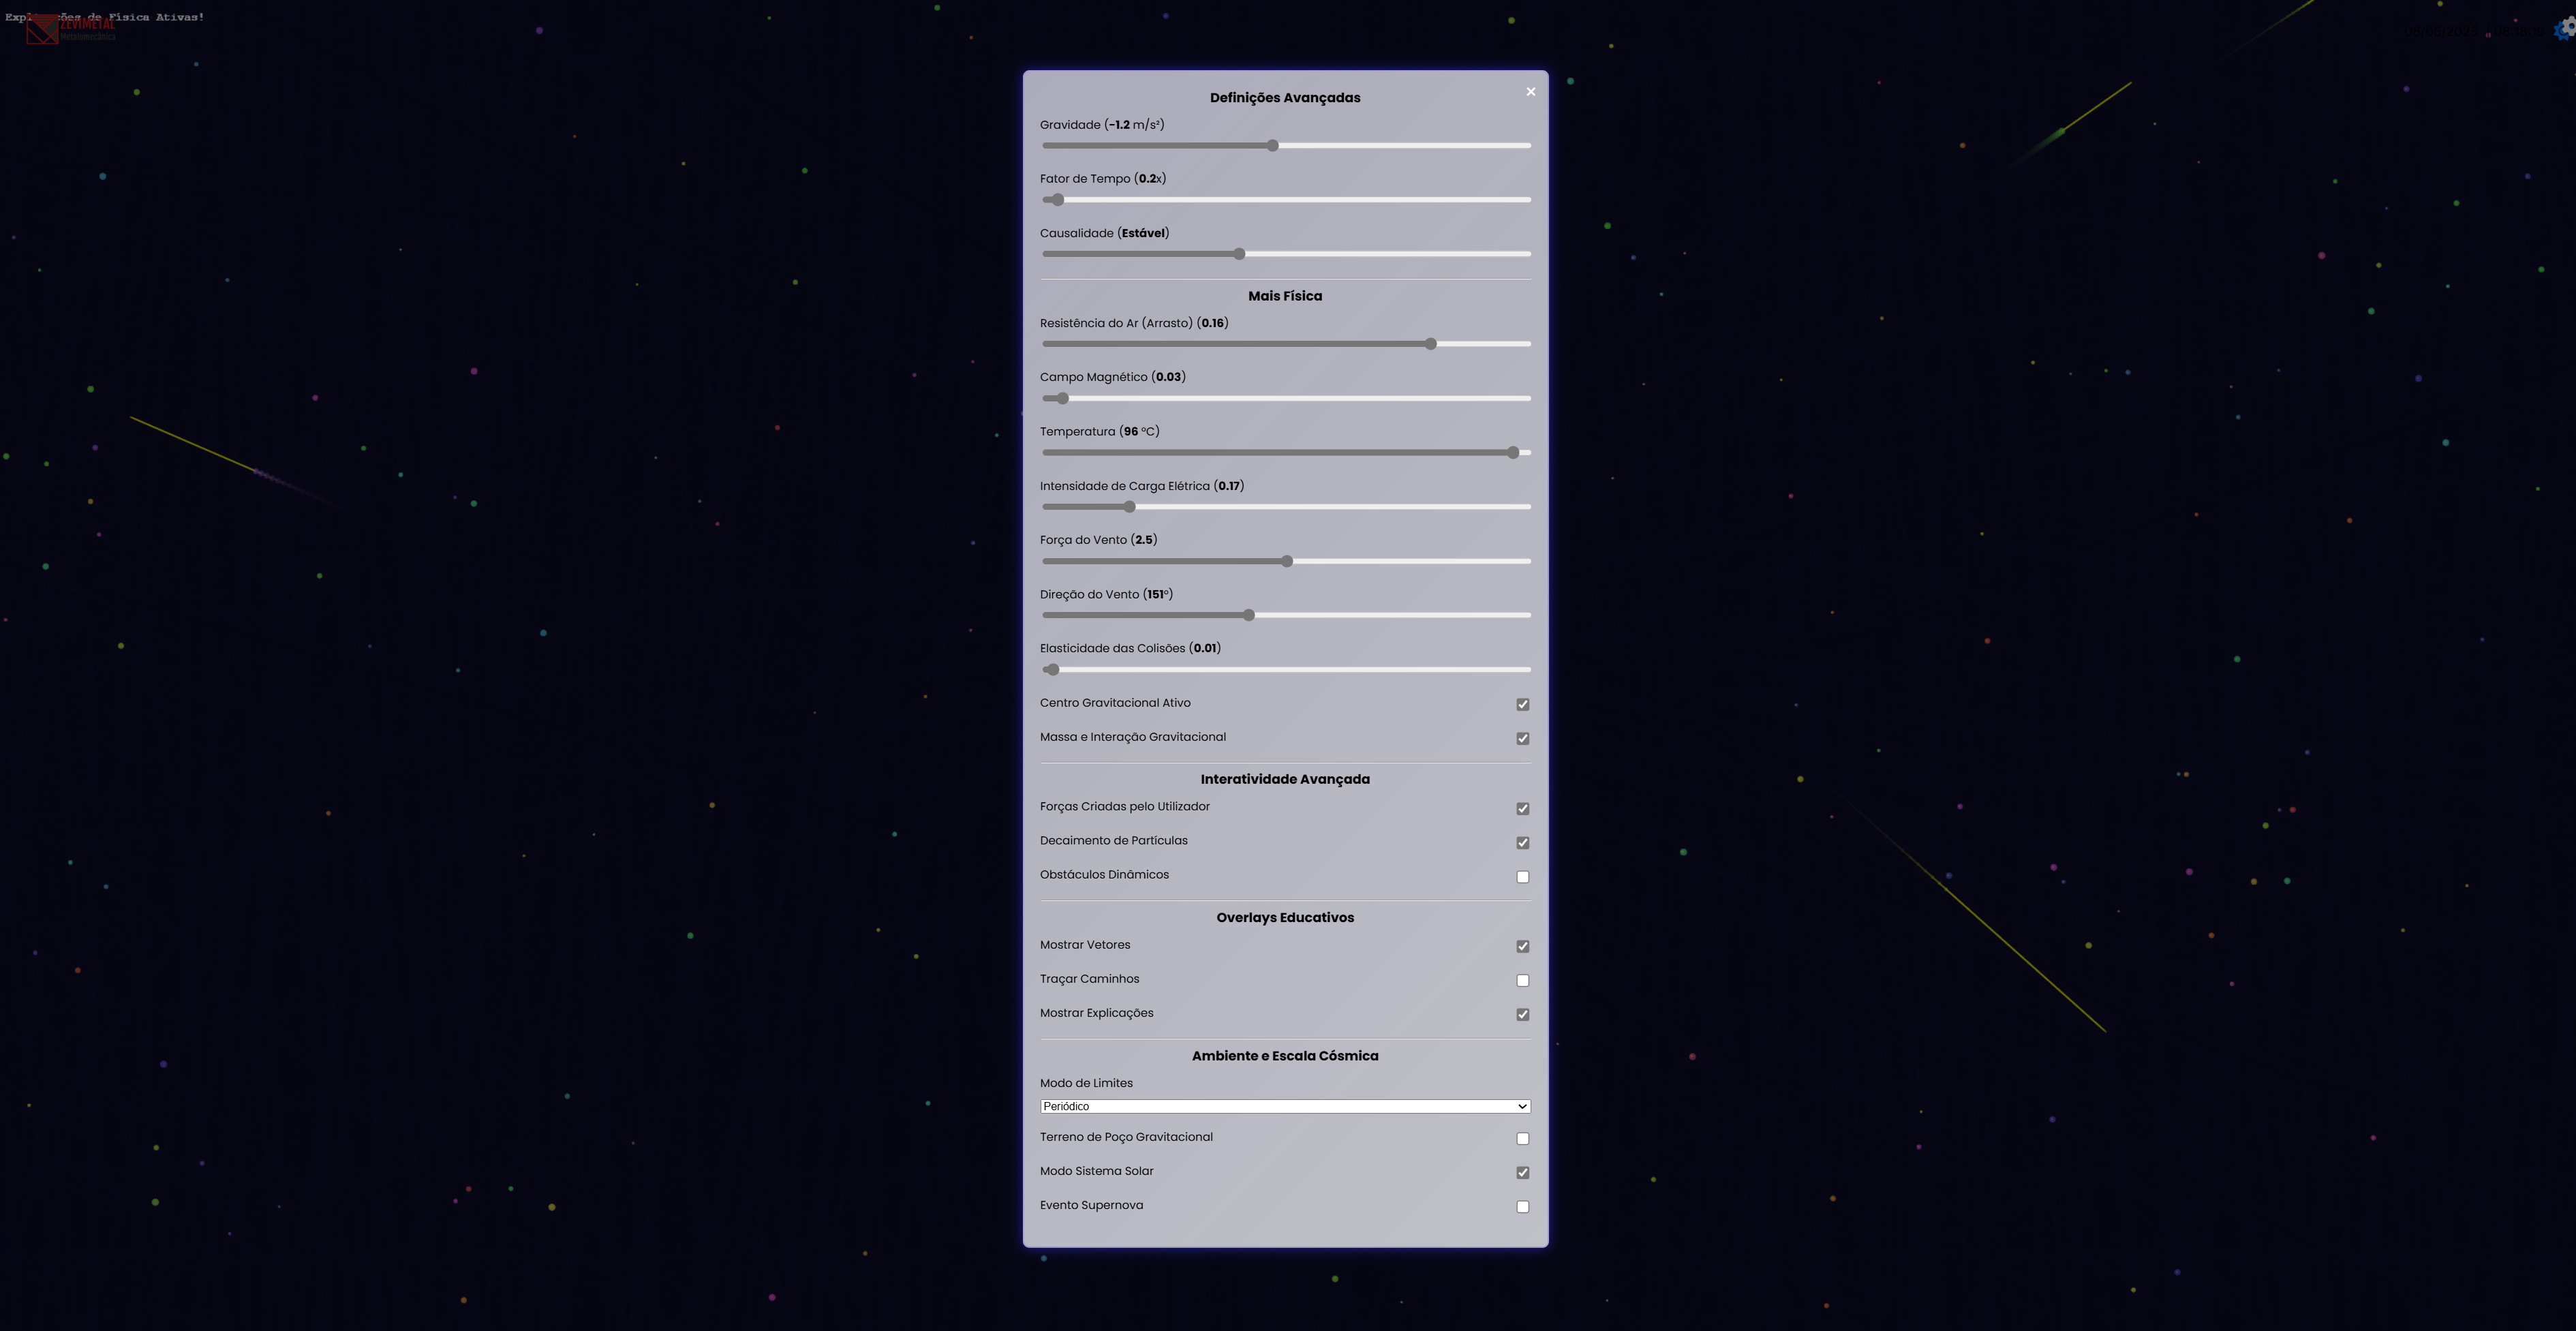 Explicações de Física Ativas!
ZEVIMETAL
Metalomecânica
Definições Avançadas
×
Gravidade (-1.2 m/s²)
Fator de Tempo (0.2x)
Causalidade (Estável)
Mais Física
Resistência do Ar (Arrasto) (0.16)
Campo Magnético (0.03)
Temperatura (96 °C)
Intensidade de Carga Elétrica (0.17)
Força do Vento (2.5)
Direção do Vento (151°)
Elasticidade das Colisões (0.01)
Centro Gravitacional Ativo
Massa e Interação Gravitacional
Interatividade Avançada
Forças Criadas pelo Utilizador
Decaimento de Partículas
Obstáculos Dinâmicos
Overlays Educativos
Mostrar Vetores
Traçar Caminhos
Mostrar Explicações
Ambiente e Escala Cósmica
Modo de Limites
Periódico
Terreno de Poço Gravitacional
Modo Sistema Solar
Evento Supernova